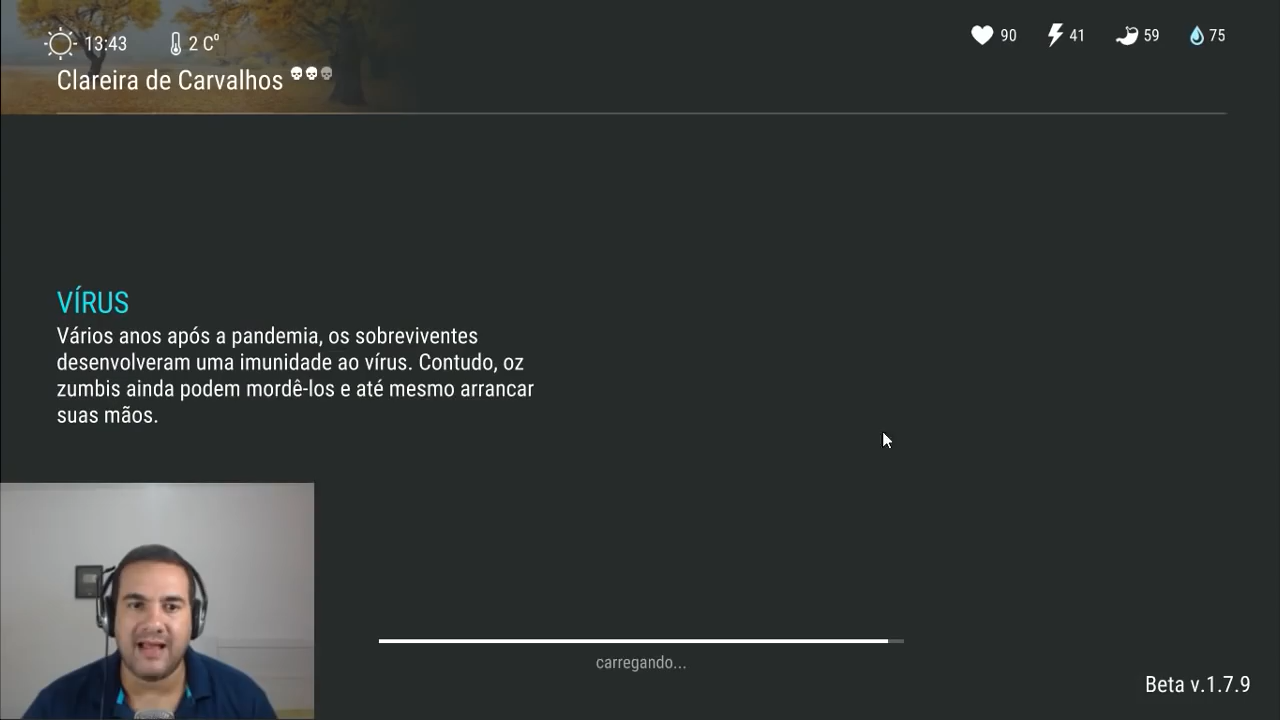 13:43 2 Cº 90 41 59 75
Clareira de Carvalhos
VÍRUS
Vários anos após a pandemia, os sobreviventes
desenvolveram uma imunidade ao vírus. Contudo, oz
zumbis ainda podem mordê-los e até mesmo arrancar
suas mãos.
carregando...
Beta v.1.7.9